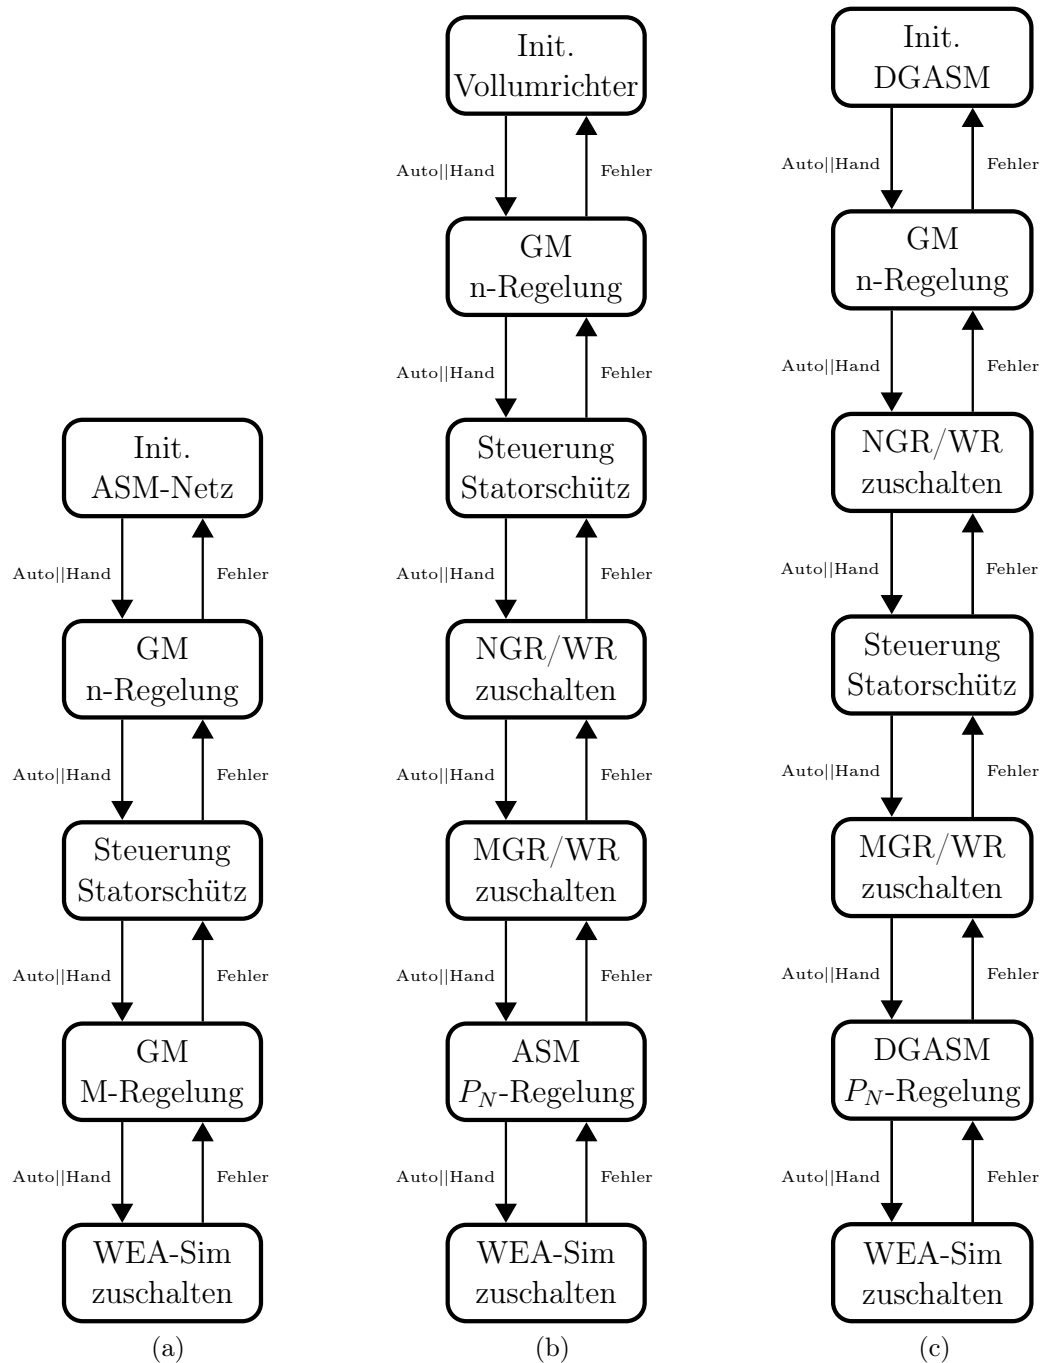 Init.
ASM-Netz
Auto||Hand
Fehler
GM
n-Regelung
Auto||Hand
Fehler
Steuerung
Statorschütz
Auto||Hand
Fehler
GM
M-Regelung
Auto||Hand
Fehler
WEA-Sim
zuschalten
(a)
Init.
Vollumrichter
Auto||Hand
Fehler
GM
n-Regelung
Auto||Hand
Fehler
Steuerung
Statorschütz
Auto||Hand
Fehler
NGR/WR
zuschalten
Auto||Hand
Fehler
MGR/WR
zuschalten
Auto||Hand
Fehler
ASM
P_N-Regelung
Auto||Hand
Fehler
WEA-Sim
zuschalten
(b)
Init.
DGASM
Auto||Hand
Fehler
GM
n-Regelung
Auto||Hand
Fehler
NGR/WR
zuschalten
Auto||Hand
Fehler
Steuerung
Statorschütz
Auto||Hand
Fehler
MGR/WR
zuschalten
Auto||Hand
Fehler
DGASM
P_N-Regelung
Auto||Hand
Fehler
WEA-Sim
zuschalten
(c)